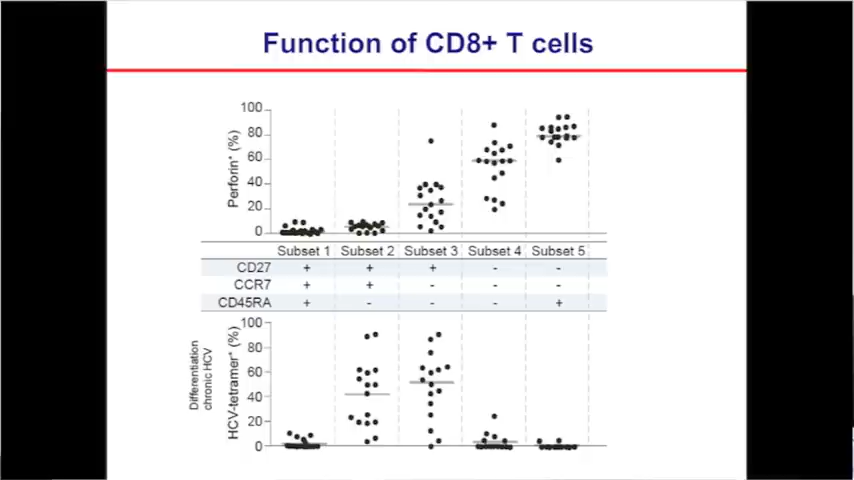 Function of CD8+ T cells
100
80
60
40
20
0
Perforin⁺ (%)
Subset 1 Subset 2 Subset 3 Subset 4 Subset 5
CD27 + + + - -
CCR7 + + - - -
CD45RA + - - - +
100
80
60
40
20
0
Differentiation
chronic HCV
HCV-tetramer⁺ (%)